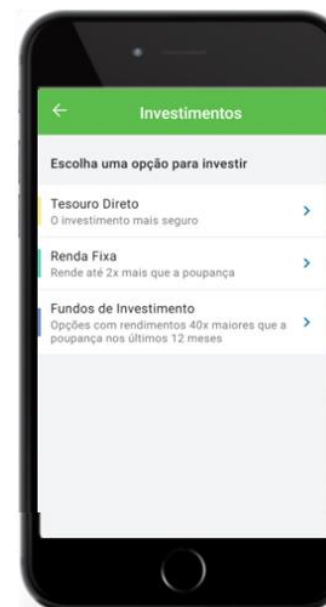 Investimentos
Escolha uma opção para investir
Tesouro Direto
O investimento mais seguro
Renda Fixa
Rende até 2x mais que a poupança
Fundos de Investimento
Opções com rendimentos 40x maiores que a
poupança nos últimos 12 meses